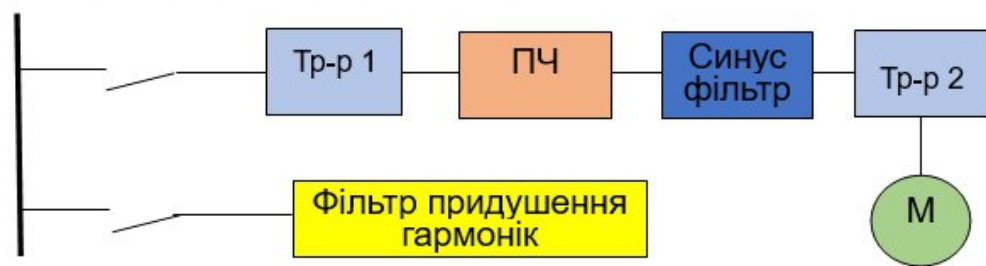 Тр-р 1
ПЧ
Синус
фільтр
Тр-р 2
Фільтр придушення
гармонік
М